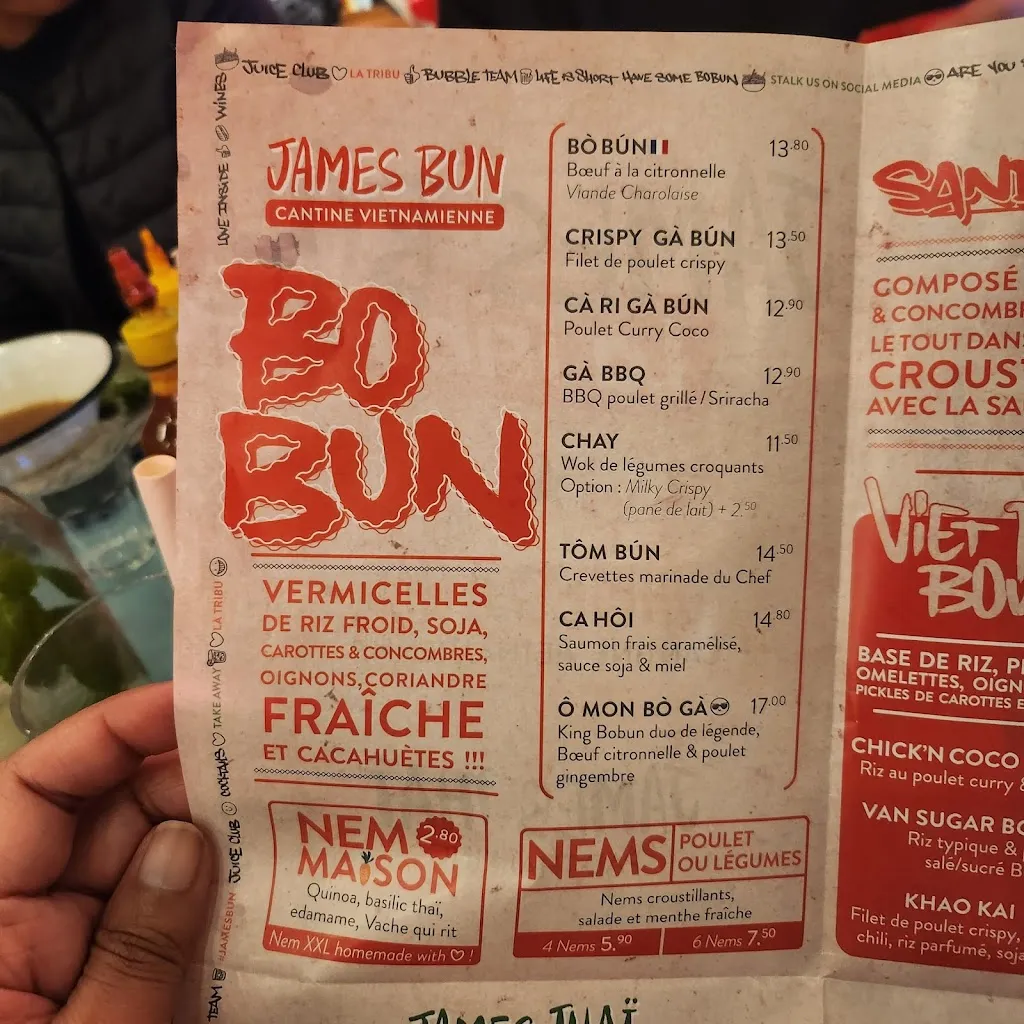 JUICE CLUB LA TRIBU BUBBLE TEAM LIFE IS SHORT HAVE SOME BOBUN STALK US ON SOCIAL MEDIA ARE YOU
LOVE INSIDE WINES
JAMES BUN
CANTINE VIETNAMIENNE
BO
BUN
VERMICELLES
DE RIZ FROID, SOJA,
CAROTTES & CONCOMBRES,
OIGNONS, CORIANDRE
FRAÎCHE
ET CACAHUÈTES !!!
BÒ BÚN 13.80
Bœuf à la citronnelle
Viande Charolaise
CRISPY GÀ BÚN 13.50
Filet de poulet crispy
CÀ RI GÀ BÚN 12.90
Poulet Curry Coco
GÀ BBQ 12.90
BBQ poulet grillé / Sriracha
CHAY 11.50
Wok de légumes croquants
Option : Milky Crispy
(pané de lait) + 2.50
TÔM BÚN 14.50
Crevettes marinade du Chef
CA HÔI 14.80
Saumon frais caramélisé,
sauce soja & miel
Ô MON BÒ GÀ 17.00
King Bobun duo de légende,
Bœuf citronnelle & poulet
gingembre
TEAM #JAMESBUN JUICE CLUB COCKTAILS TAKE AWAY LA TRIBU
NEM 2.80
MAISON
Quinoa, basilic thaï,
edamame, Vache qui rit
Nem XXL homemade with ♡ !
NEMS POULET
OU LÉGUMES
Nems croustillants,
salade et menthe fraîche
4 Nems 5.90 6 Nems 7.50
JAMES THAÏ
COMPOSÉ
LE TOUT
CROUST
AVEC LA
VIET
BASE DE RIZ,
OMELETTES,
PICKLES DE CAROTTES
CHICK'N COCO
Riz au poulet curry
VAN SUGAR
Riz typique &
salé/sucré
KHAO KAI
Filet de poulet crispy,
chili, riz parfumé,